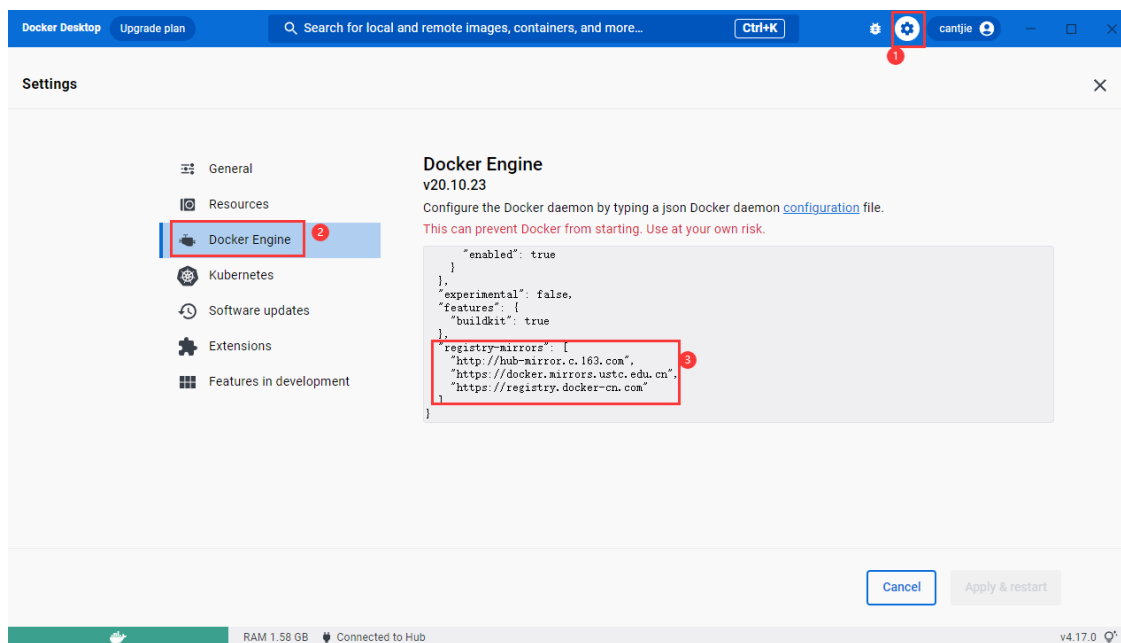 Docker Desktop Upgrade plan Search for local and remote images, containers, and more... Ctrl+K cantjie
1
Settings
General
Resources
Docker Engine 2
Kubernetes
Software updates
Extensions
Features in development
Docker Engine
v20.10.23
Configure the Docker daemon by typing a json Docker daemon configuration file.
This can prevent Docker from starting. Use at your own risk.
"enabled": true
}
},
"experimental": false,
"features": {
"buildkit": true
},
"registry-mirrors": [
"http://hub-mirror.c.163.com",
"https://docker.mirrors.ustc.edu.cn",
"https://registry.docker-cn.com"
]
}
3
Cancel Apply & restart
RAM 1.58 GB Connected to Hub v4.17.0